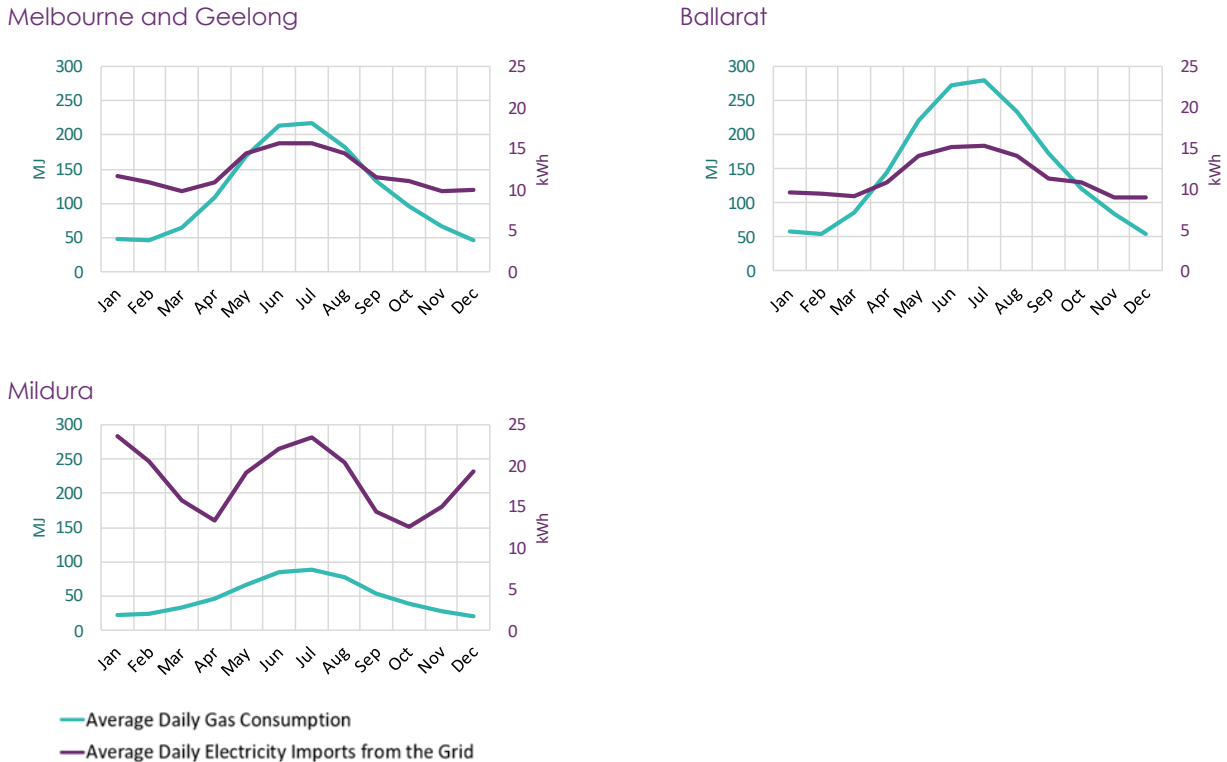 Melbourne and Geelong
Ballarat
300
250
200
150
100
50
0
MJ
25
20
15
10
5
0
kWh
Jan Feb Mar Apr May Jun Jul Aug Sep Oct Nov Dec
300
250
200
150
100
50
0
MJ
25
20
15
10
5
0
kWh
Jan Feb Mar Apr May Jun Jul Aug Sep Oct Nov Dec
Mildura
300
250
200
150
100
50
0
MJ
25
20
15
10
5
0
kWh
Jan Feb Mar Apr May Jun Jul Aug Sep Oct Nov Dec
Average Daily Gas Consumption
Average Daily Electricity Imports from the Grid